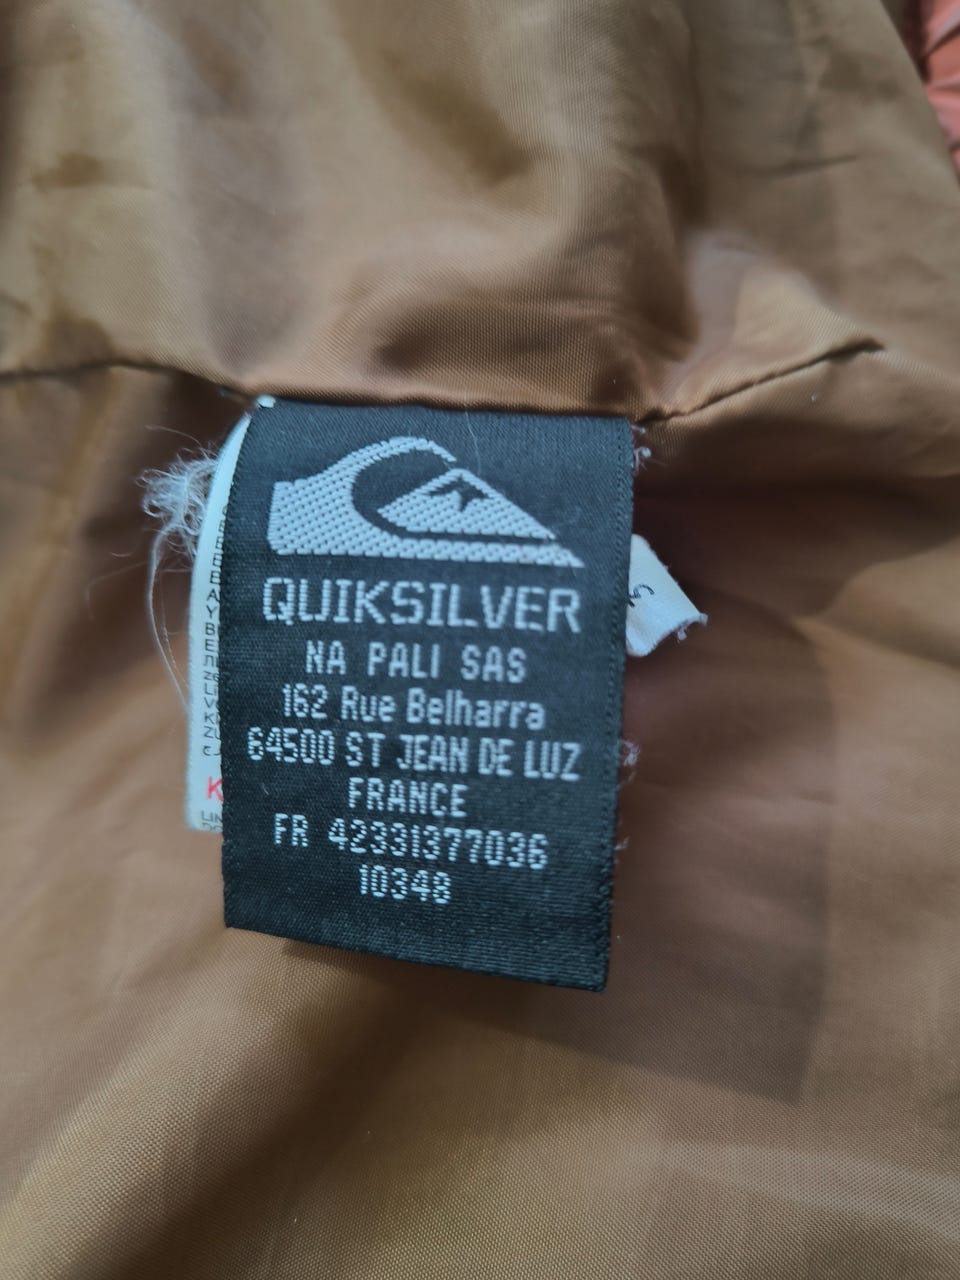 QUIKSILVER
NA PALI SAS
162 Rue Belharra
64500 ST JEAN DE LUZ
FRANCE
FR 42331377036
10348